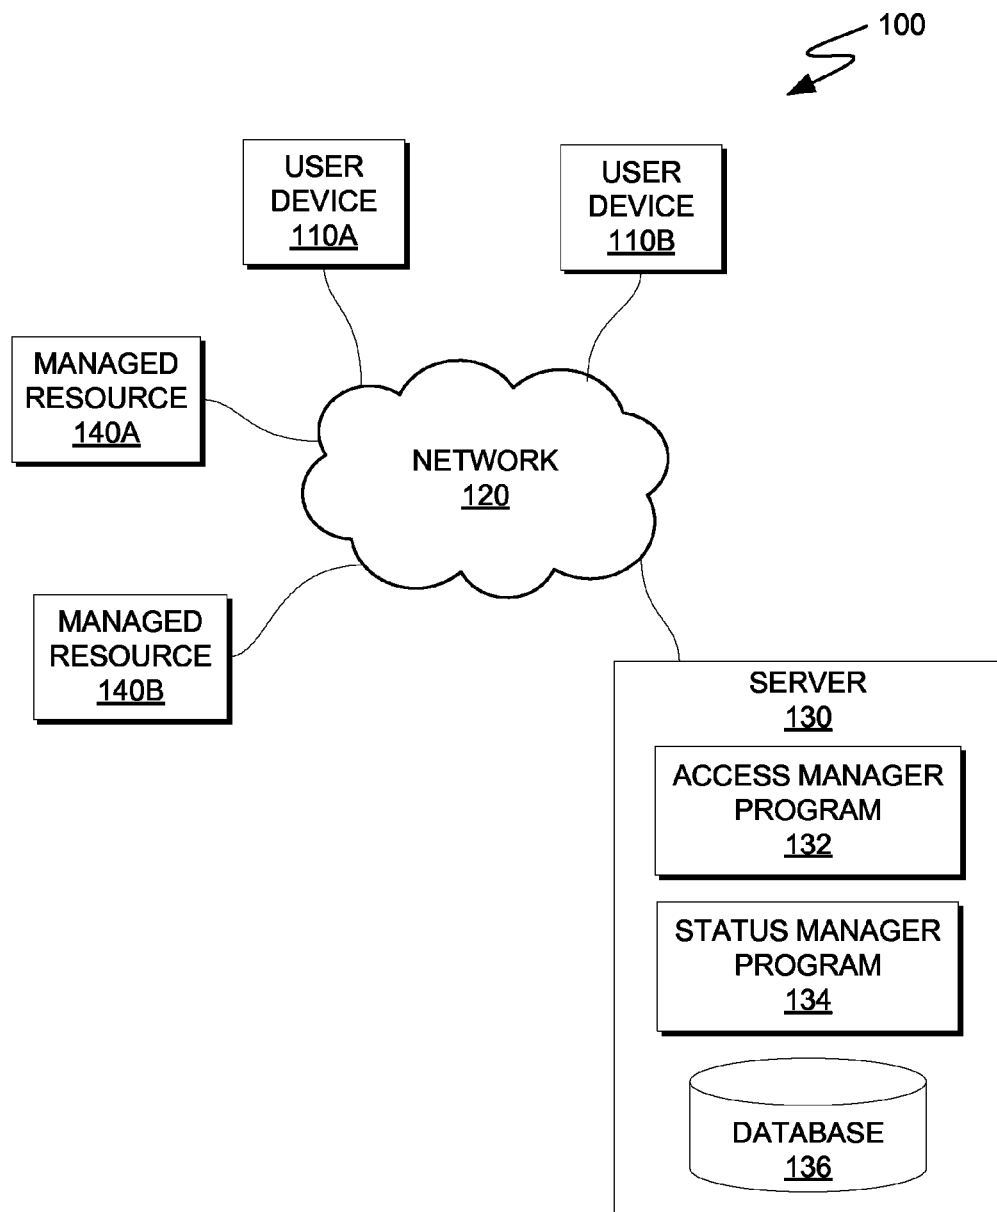 100
USER
DEVICE
110A
USER
DEVICE
110B
MANAGED
RESOURCE
140A
NETWORK
120
MANAGED
RESOURCE
140B
SERVER
130
ACCESS MANAGER
PROGRAM
132
STATUS MANAGER
PROGRAM
134
DATABASE
136